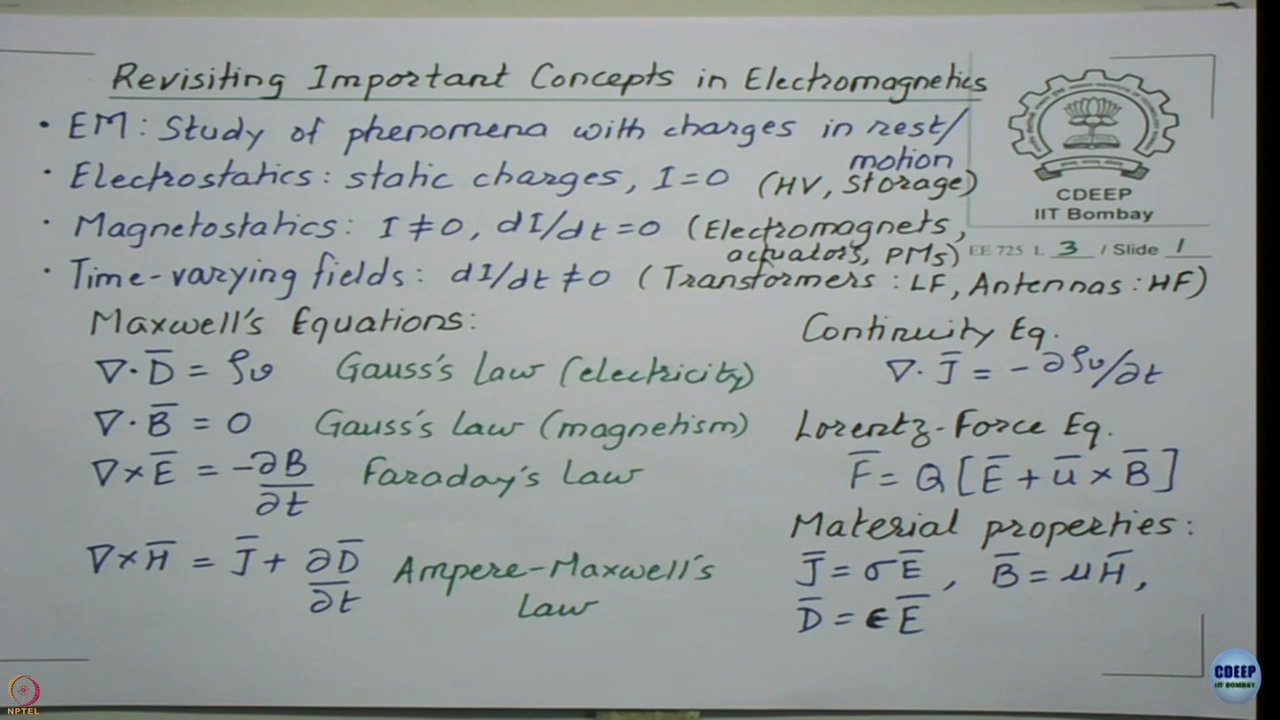 Revisiting Important Concepts in Electromagnetics
• EM: Study of phenomena with charges in rest/
motion
• Electrostatics: static charges, I=0 (HV, Storage)
• Magnetostatics: I≠0, dI/dt=0 (Electromagnets,
actuators, PMs)
• Time-varying fields: dI/dt≠0 (Transformers: LF, Antennas: HF)
CDEEP
IIT Bombay
EE 725 L 3 / Slide 1
Maxwell's Equations:
∇·D̄ = ρv Gauss's law (electricity)
∇·B̄ = 0 Gauss's law (magnetism)
∇×Ē = -∂B/∂t Faraday's Law
∇×H̄ = J̄ + ∂D̄/∂t Ampere-Maxwell's
law
Continuity Eq.
∇·J̄ = -∂ρv/∂t
Lorentz-Force Eq.
F̄ = Q[Ē + ū × B̄]
Material properties:
J̄ = σĒ, B̄ = μH̄,
D̄ = ϵĒ
NPTEL
CDEEP
IIT BOMBAY